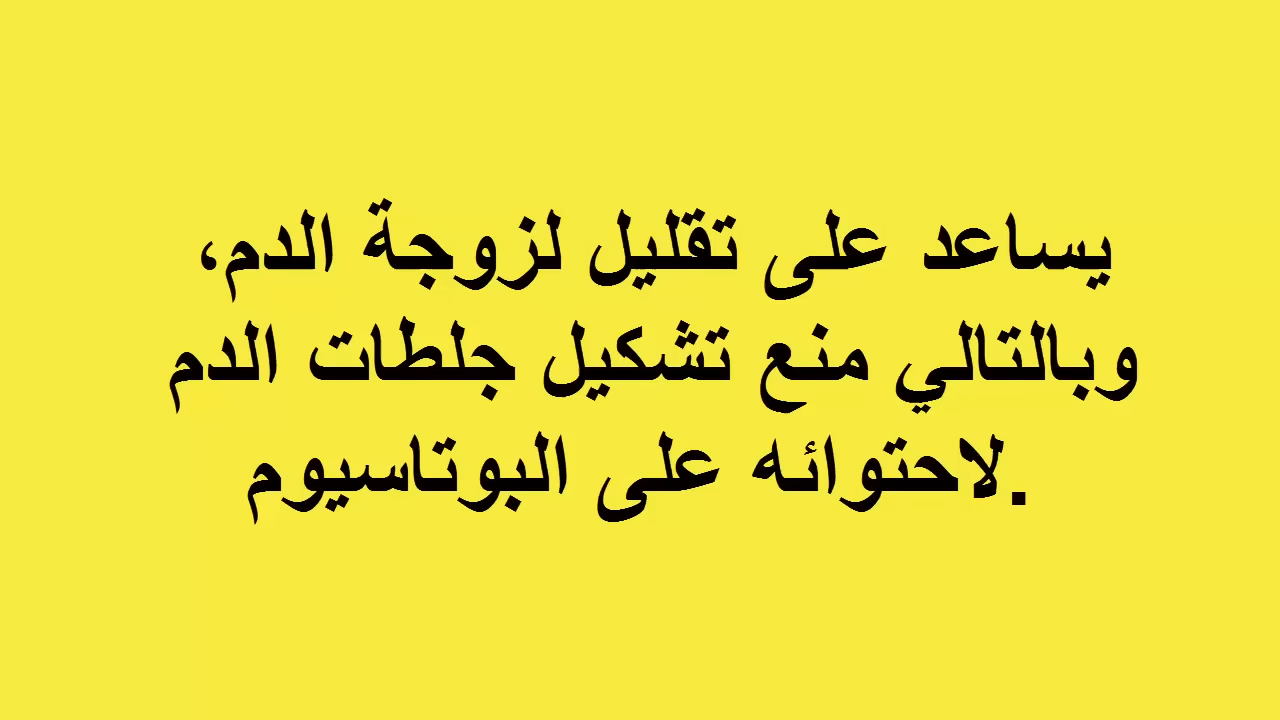 يساعد على تقليل لزوجة الدم،
وبالتالي منع تشكيل جلطات الدم
لاحتوائه على البوتاسيوم.